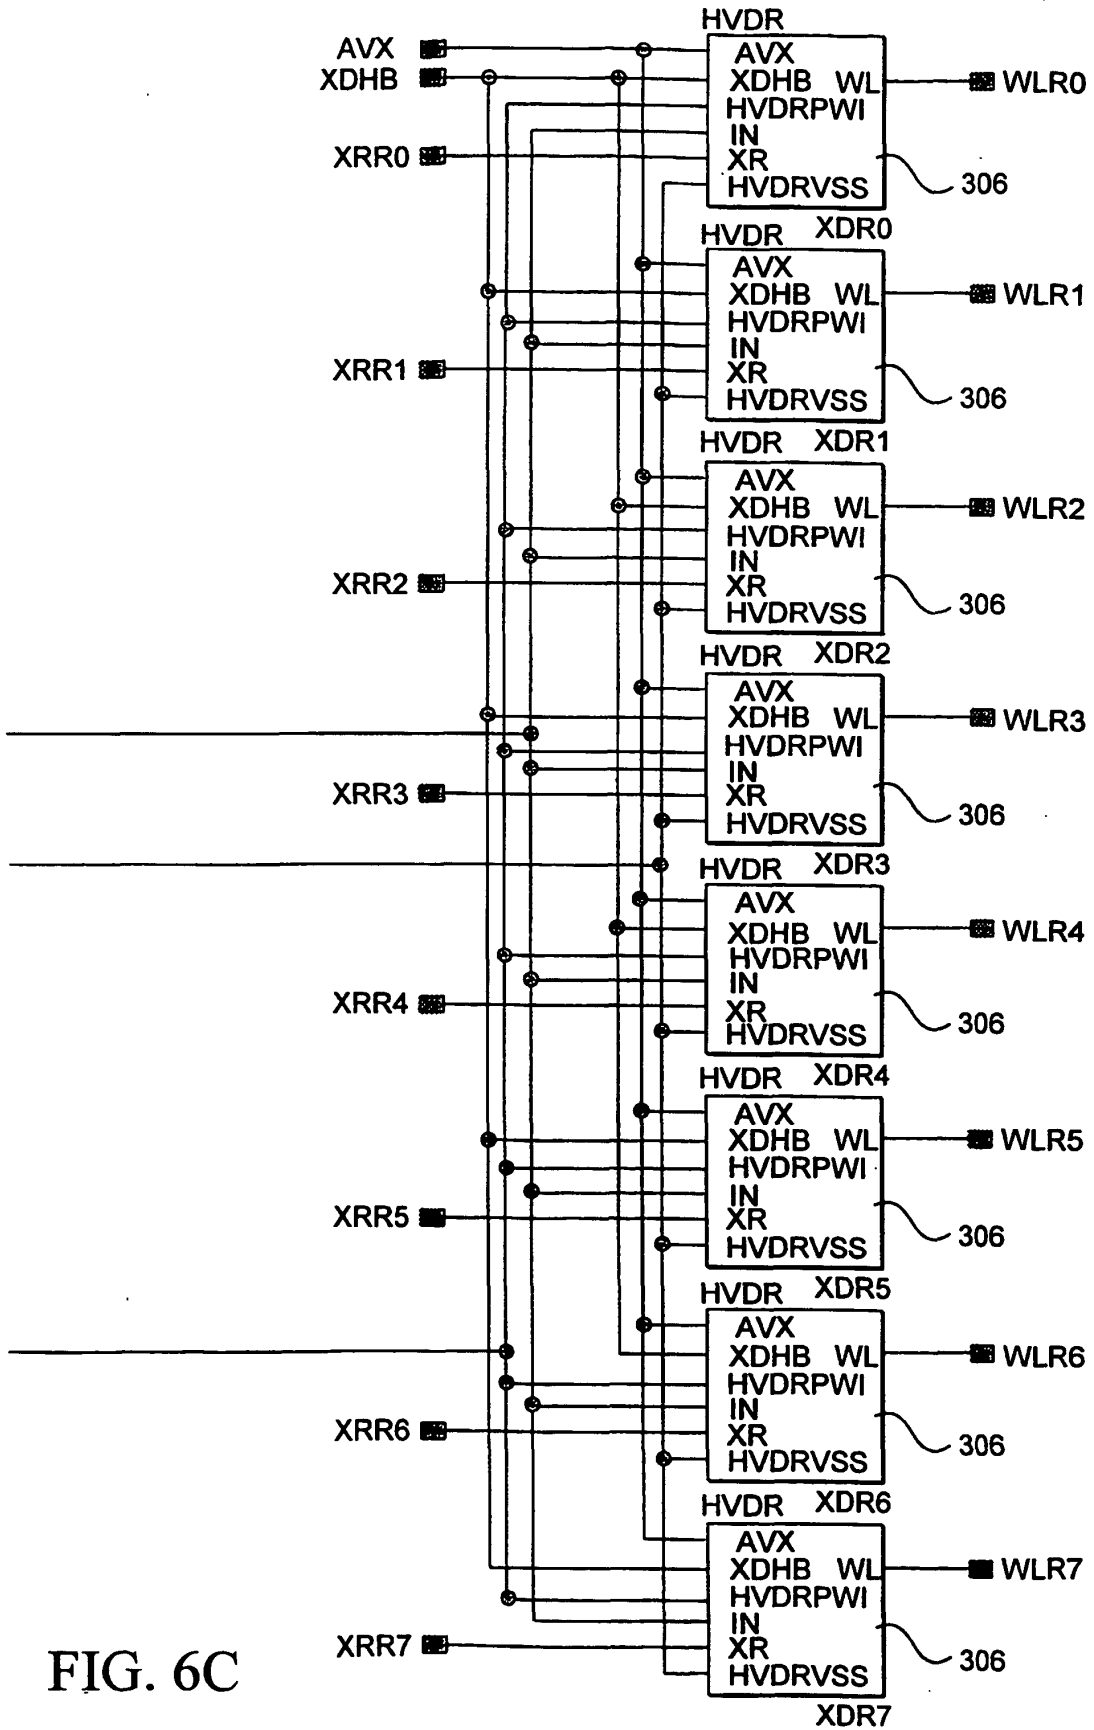 HVDR
AVX AVX
XDHB XDHB WL WLR0
HVDRPWI
IN
XRR0 XR
HVDRVSS 306
XDR0
HVDR
AVX
XDHB WL WLR1
HVDRPWI
IN
XRR1 XR
HVDRVSS 306
XDR1
HVDR
AVX
XDHB WL WLR2
HVDRPWI
IN
XRR2 XR
HVDRVSS 306
XDR2
HVDR
AVX
XDHB WL WLR3
HVDRPWI
IN
XRR3 XR
HVDRVSS 306
XDR3
HVDR
AVX
XDHB WL WLR4
HVDRPWI
IN
XRR4 XR
HVDRVSS 306
XDR4
HVDR
AVX
XDHB WL WLR5
HVDRPWI
IN
XRR5 XR
HVDRVSS 306
XDR5
HVDR
AVX
XDHB WL WLR6
HVDRPWI
IN
XRR6 XR
HVDRVSS 306
XDR6
HVDR
AVX
XDHB WL WLR7
HVDRPWI
IN
XRR7 XR
HVDRVSS 306
XDR7
FIG. 6C